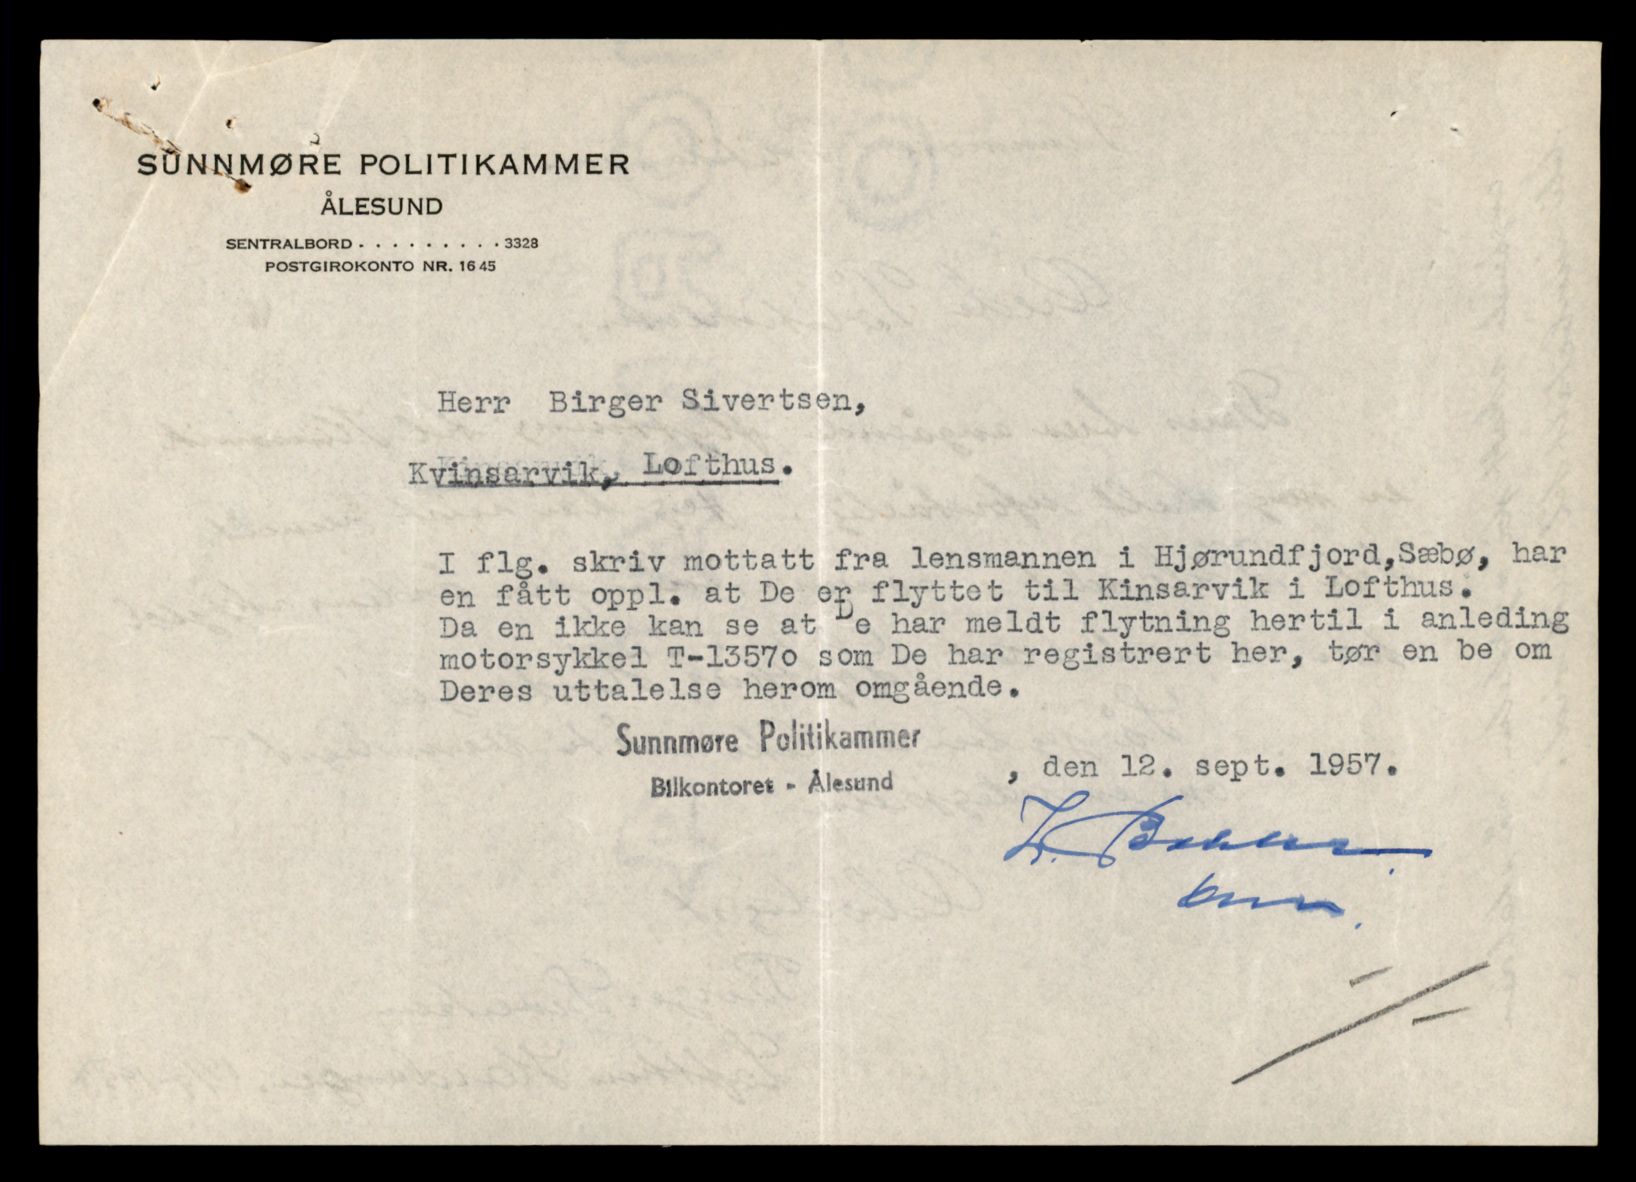 SUNNMØRE POLITIKAMMER
ÅLESUND
SENTRALBORD . . . . . . . . . 3328
POSTGIROKONTO NR. 1645
Herr Birger Sivertsen,
Kvinsarvik, Lofthus.
I flg. skriv mottatt fra lensmannen i Hjørundfjord,Sæbø, har
en fått oppl. at De er flyttet til Kinsarvik i Lofthus.
Da en ikke kan se at De har meldt flytning hertil i anleding
motorsykkel T-1357o som De har registrert her, tør en be om
Deres uttalelse herom omgående.
Sunnmøre Politikammer
Bilkontoret - Ålesund
, den 12. sept. 1957.